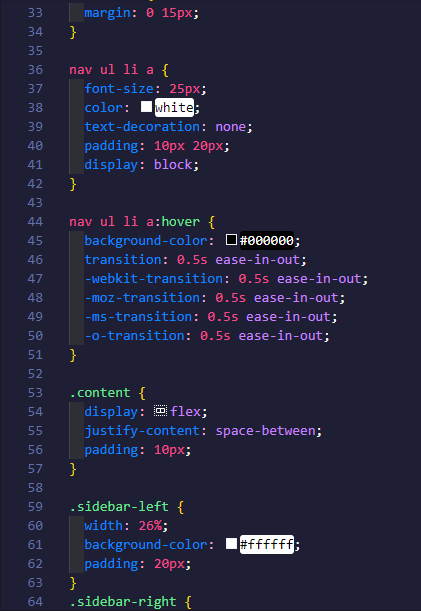 33 margin: 0 15px;
34 }
35
36 nav ul li a {
37 font-size: 25px;
38 color: white;
39 text-decoration: none;
40 padding: 10px 20px;
41 display: block;
42 }
43
44 nav ul li a:hover {
45 background-color: #000000;
46 transition: 0.5s ease-in-out;
47 -webkit-transition: 0.5s ease-in-out;
48 -moz-transition: 0.5s ease-in-out;
49 -ms-transition: 0.5s ease-in-out;
50 -o-transition: 0.5s ease-in-out;
51 }
52
53 .content {
54 display: flex;
55 justify-content: space-between;
56 padding: 10px;
57 }
58
59 .sidebar-left {
60 width: 26%;
61 background-color: #ffffff;
62 padding: 20px;
63 }
64 .sidebar-right {